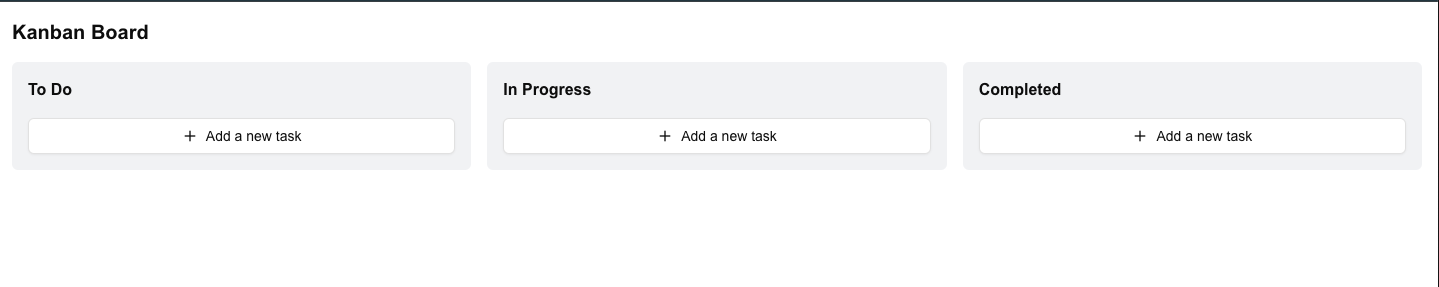 Kanban Board
To Do
In Progress
Completed
Add a new task
Add a new task
Add a new task